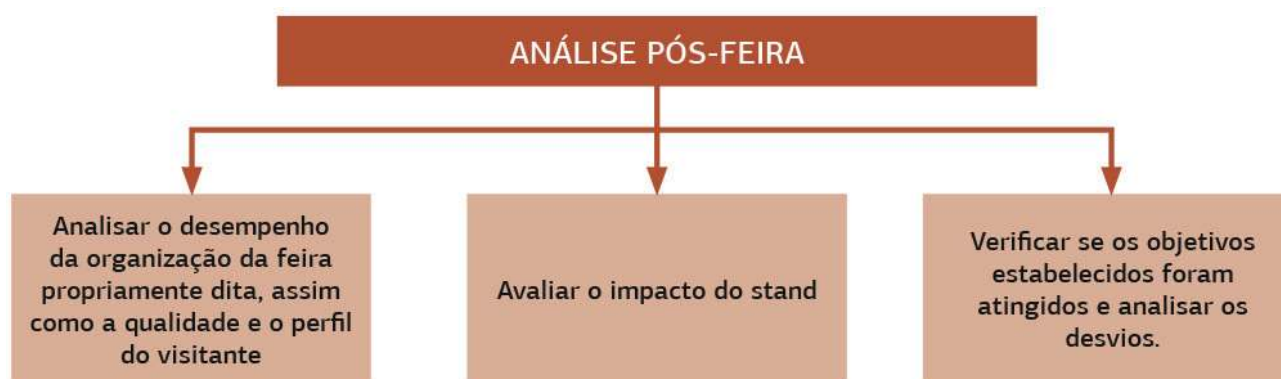 ANÁLISE PÓS-FEIRA
Analisar o desempenho
da organização da feira
propriamente dita, assim
como a qualidade e o perfil
do visitante
Avaliar o impacto do stand
Verificar se os objetivos
estabelecidos foram
atingidos e analisar os
desvios.